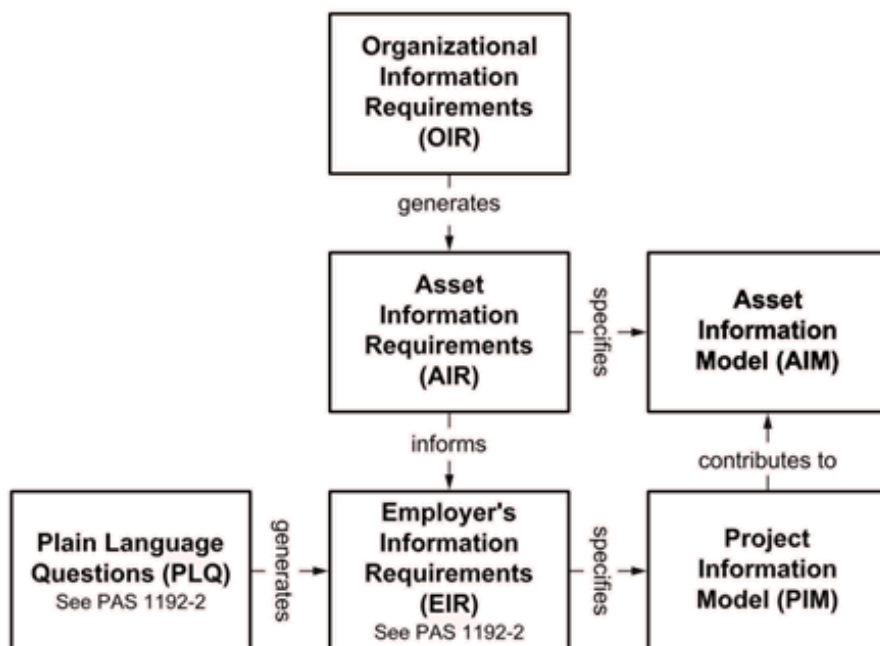 Organizational
Information
Requirements
(OIR)
generates
Asset
Information
Requirements
(AIR)
specifies
Asset
Information
Model (AIM)
informs
contributes to
Plain Language
Questions (PLQ)
See PAS 1192-2
generates
Employer's
Information
Requirements
(EIR)
See PAS 1192-2
specifies
Project
Information
Model (PIM)